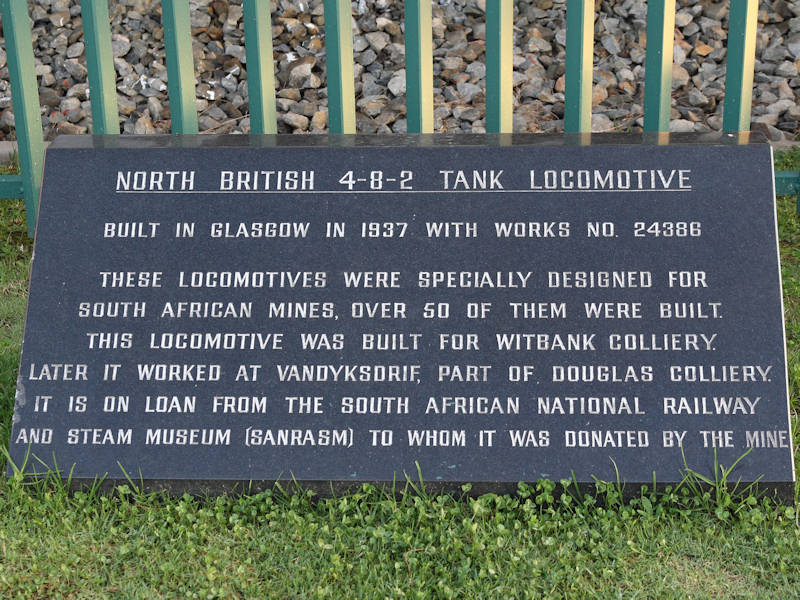 NORTH BRITISH 4-8-2 TANK LOCOMOTIVE
BUILT IN GLASGOW IN 1937 WITH WORKS NO. 24386
THESE LOCOMOTIVES WERE SPECIALLY DESIGNED FOR
SOUTH AFRICAN MINES, OVER 50 OF THEM WERE BUILT.
THIS LOCOMOTIVE WAS BUILT FOR WITBANK COLLIERY.
LATER IT WORKED AT VANDYKSDRIF, PART OF DOUGLAS COLLIERY.
IT IS ON LOAN FROM THE SOUTH AFRICAN NATIONAL RAILWAY
AND STEAM MUSEUM (SANRASM) TO WHOM IT WAS DONATED BY THE MINE